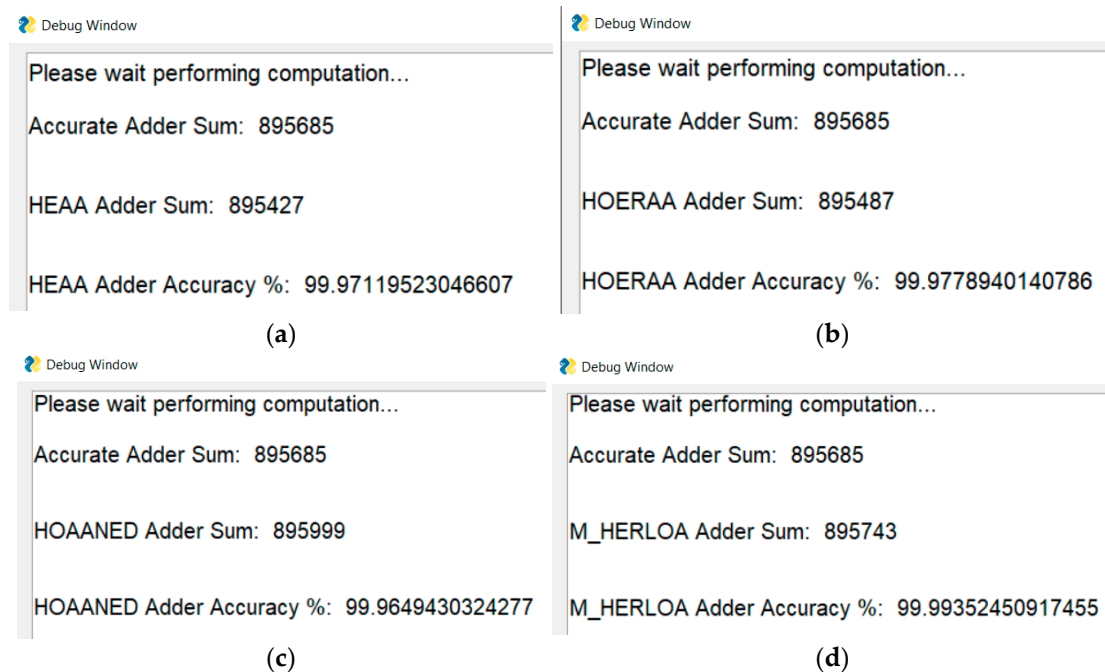 Debug Window
Please wait performing computation...
Accurate Adder Sum: 895685
HEAA Adder Sum: 895427
HEAA Adder Accuracy %: 99.97119523046607
(a)
Debug Window
Please wait performing computation...
Accurate Adder Sum: 895685
HOERAA Adder Sum: 895487
HOERAA Adder Accuracy %: 99.9778940140786
(b)
Debug Window
Please wait performing computation...
Accurate Adder Sum: 895685
HOAANED Adder Sum: 895999
HOAANED Adder Accuracy %: 99.9649430324277
(c)
Debug Window
Please wait performing computation...
Accurate Adder Sum: 895685
M_HERLOA Adder Sum: 895743
M_HERLOA Adder Accuracy %: 99.99352450917455
(d)